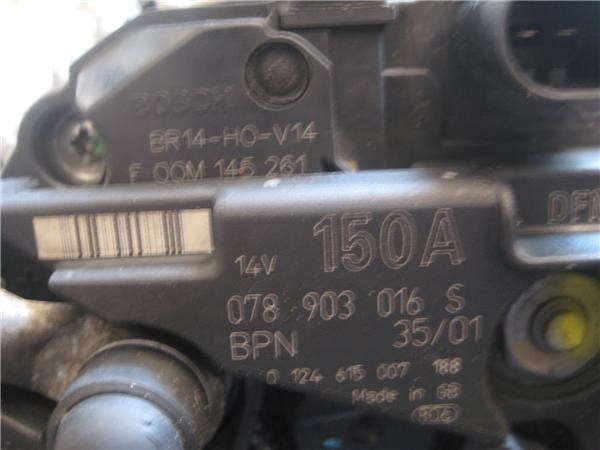 BOSCH
BR14-HO-V14
F 00M 145 261
14V 150A
078 903 016 S
BPN 35/01
0 124 615 007 188
Made in GB